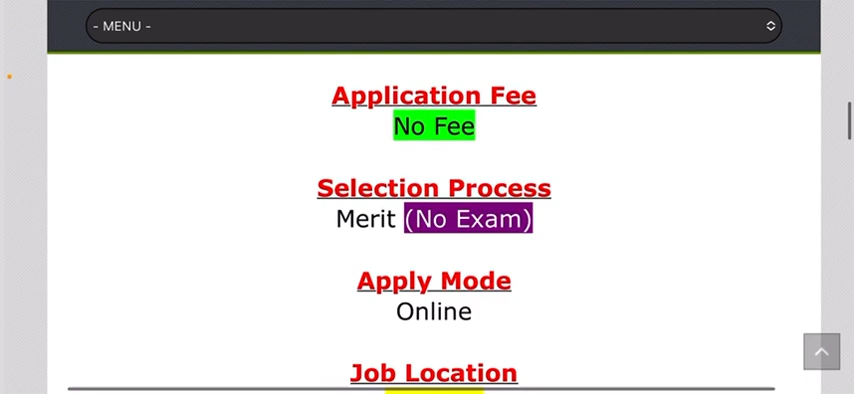 - MENU -
Application Fee
No Fee
Selection Process
Merit (No Exam)
Apply Mode
Online
Job Location